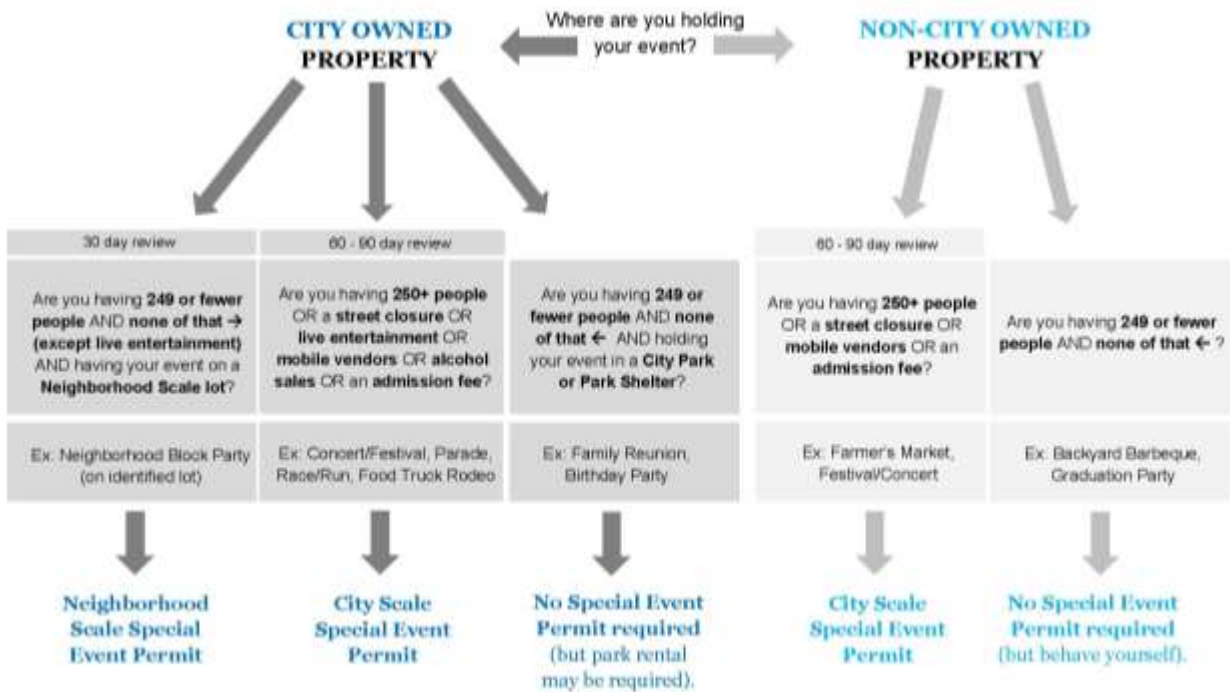 Where are you holding
your event?
CITY OWNED
PROPERTY
NON-CITY OWNED
PROPERTY
30 day review
Are you having 249 or fewer
people AND none of that →
(except live entertainment)
AND having your event on a
Neighborhood Scale lot?
Ex: Neighborhood Block Party
(on identified lot)
Neighborhood
Scale Special
Event Permit
60 - 90 day review
Are you having 250+ people
OR a street closure OR
live entertainment OR
mobile vendors OR alcohol
sales OR an admission fee?
Ex: Concert/Festival, Parade,
Race/Run, Food Truck Rodeo
City Scale
Special Event
Permit
Are you having 249 or
fewer people AND none
of that ← AND holding
your event in a City Park
or Park Shelter?
Ex: Family Reunion,
Birthday Party
No Special Event
Permit required
(but park rental
may be required).
60 - 90 day review
Are you having 250+ people
OR a street closure OR
mobile vendors OR an
admission fee?
Ex: Farmer's Market,
Festival/Concert
City Scale
Special Event
Permit
Are you having 249 or fewer
people AND none of that ← ?
Ex: Backyard Barbeque,
Graduation Party
No Special Event
Permit required
(but behave yourself).